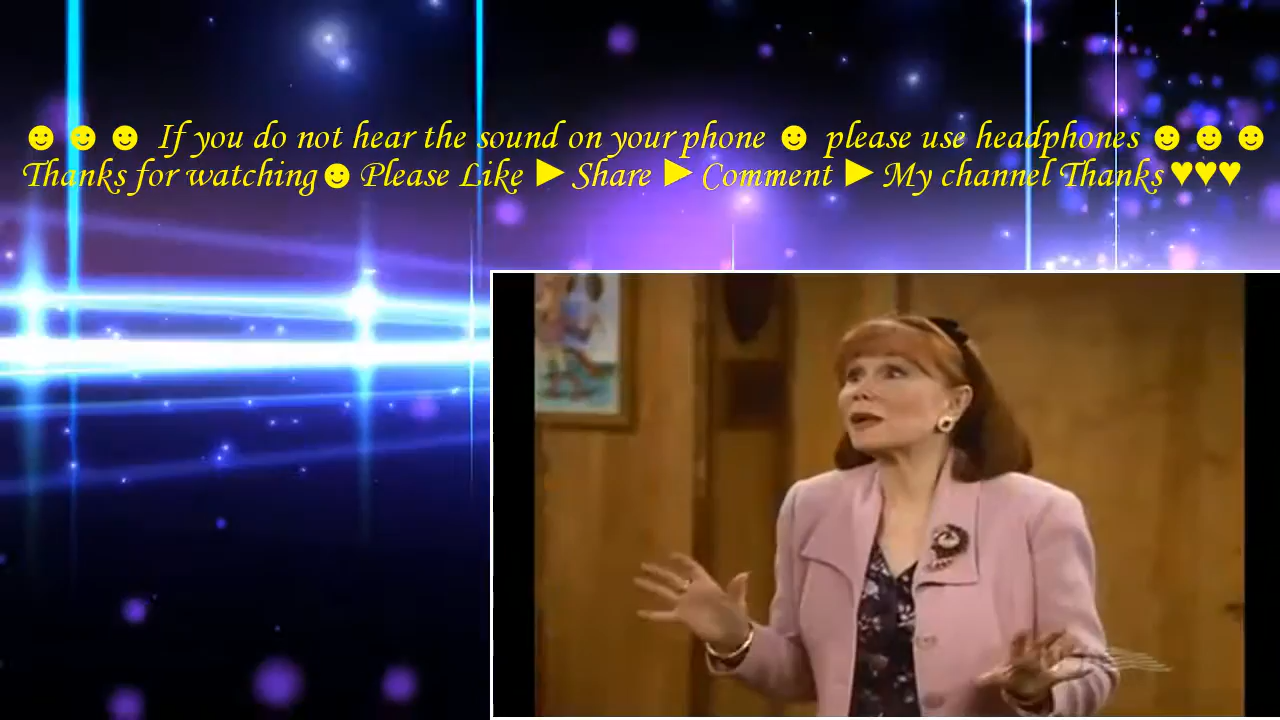 ☻☻☻ If you do not hear the sound on your phone ☻ please use headphones ☻☻☻
Thanks for watching☻Please Like ►Share ►Comment ►My channel Thanks♥♥♥